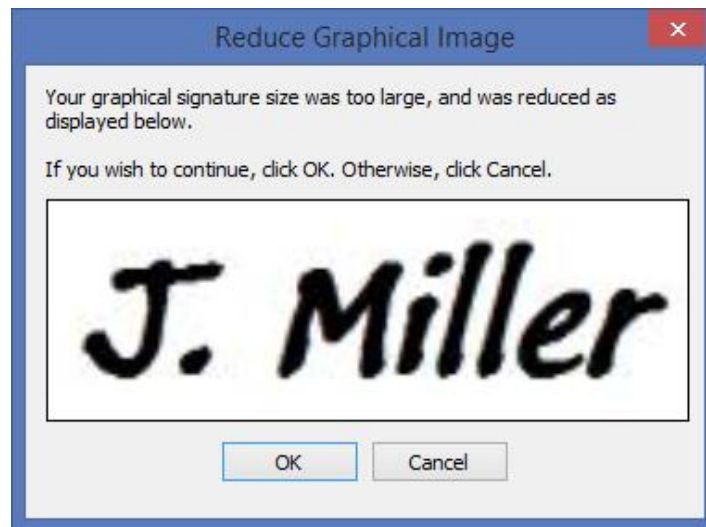 Reduce Graphical Image
Your graphical signature size was too large, and was reduced as
displayed below.
If you wish to continue, click OK. Otherwise, click Cancel.
J. Miller
OK Cancel